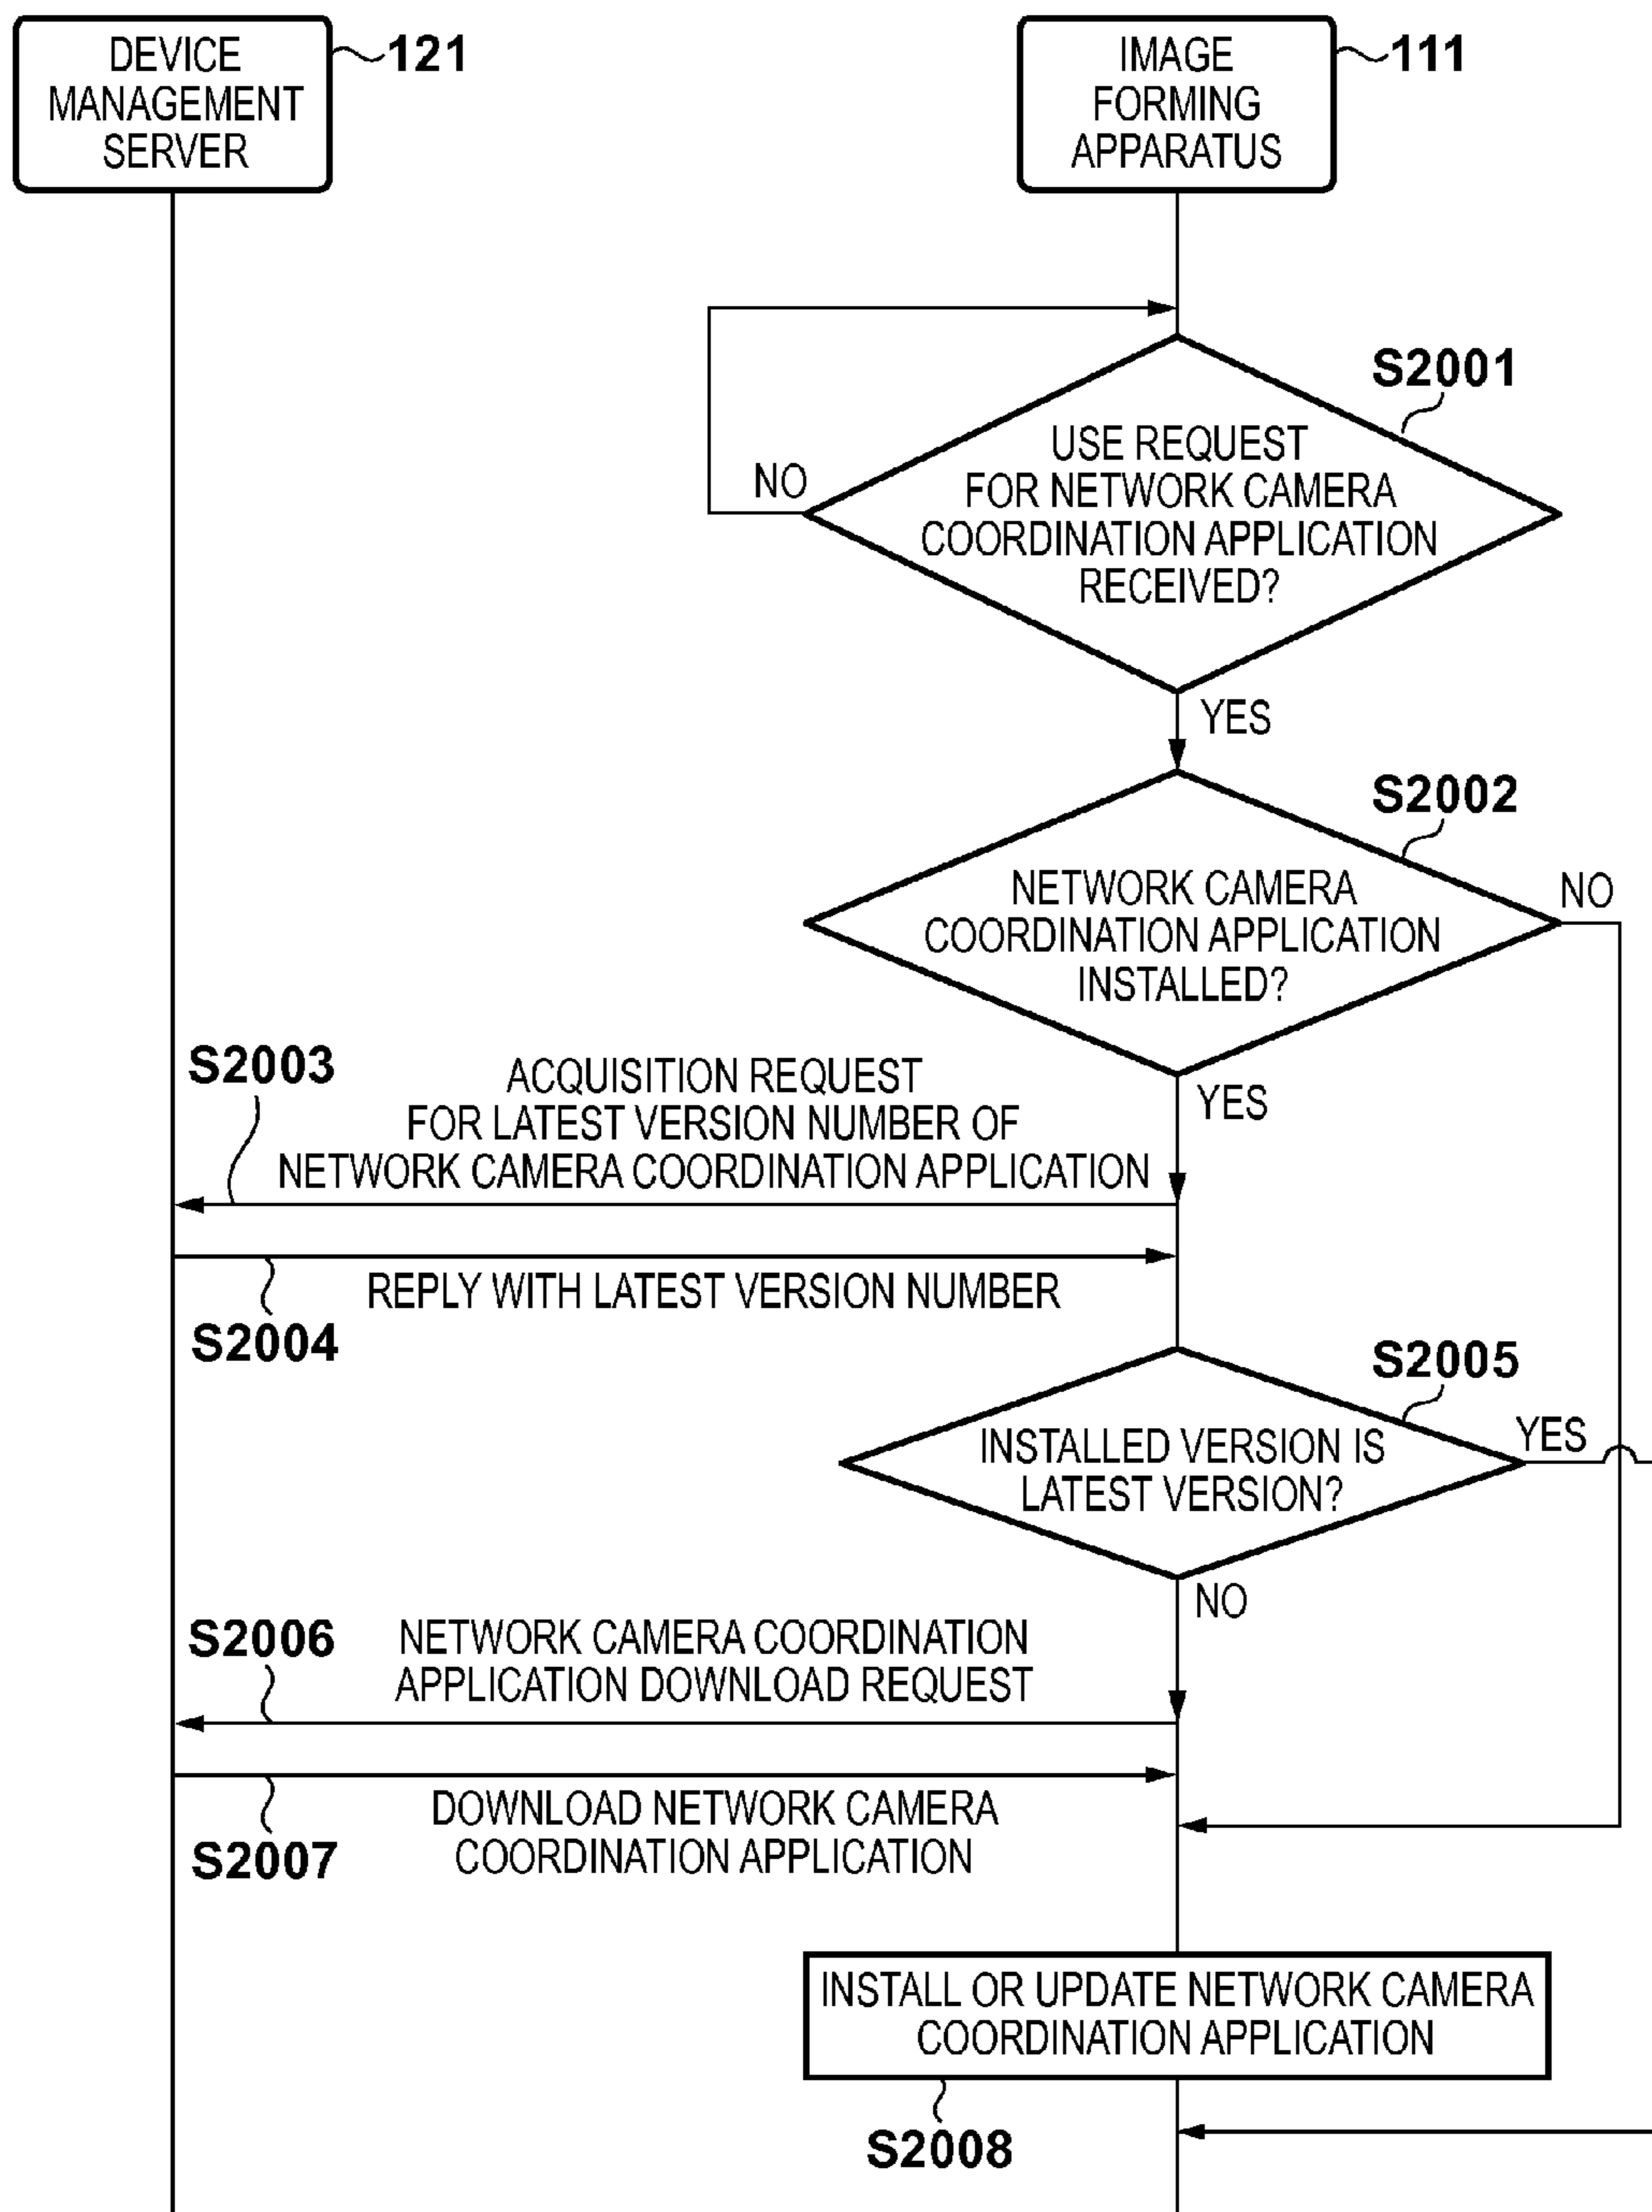 DEVICE
MANAGEMENT
SERVER
121
IMAGE
FORMING
APPARATUS
111
S2001
USE REQUEST
FOR NETWORK CAMERA
COORDINATION APPLICATION
RECEIVED?
NO
YES
S2002
NETWORK CAMERA
COORDINATION APPLICATION
INSTALLED?
NO
YES
S2003
ACQUISITION REQUEST
FOR LATEST VERSION NUMBER OF
NETWORK CAMERA COORDINATION APPLICATION
REPLY WITH LATEST VERSION NUMBER
S2004
S2005
INSTALLED VERSION IS
LATEST VERSION?
YES
NO
S2006
NETWORK CAMERA COORDINATION
APPLICATION DOWNLOAD REQUEST
DOWNLOAD NETWORK CAMERA
COORDINATION APPLICATION
S2007
INSTALL OR UPDATE NETWORK CAMERA
COORDINATION APPLICATION
S2008